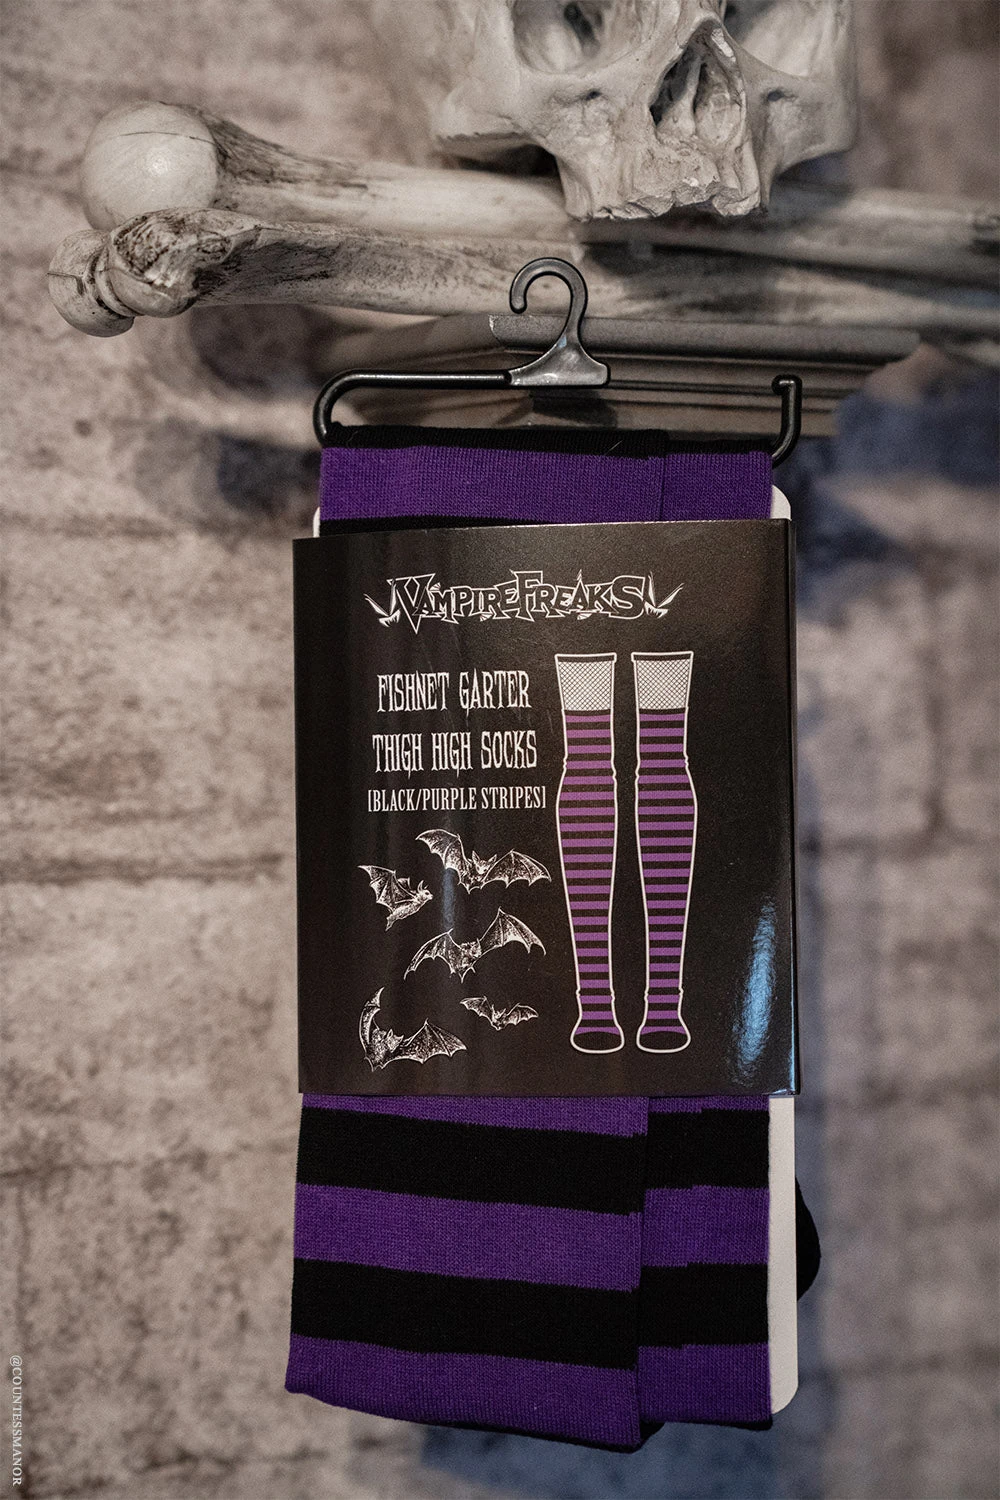 VAMPIREFREAKS
FISHNET GARTER
THIGH HIGH SOCKS
[BLACK/PURPLE STRIPES]
@COUNTESSMANOR